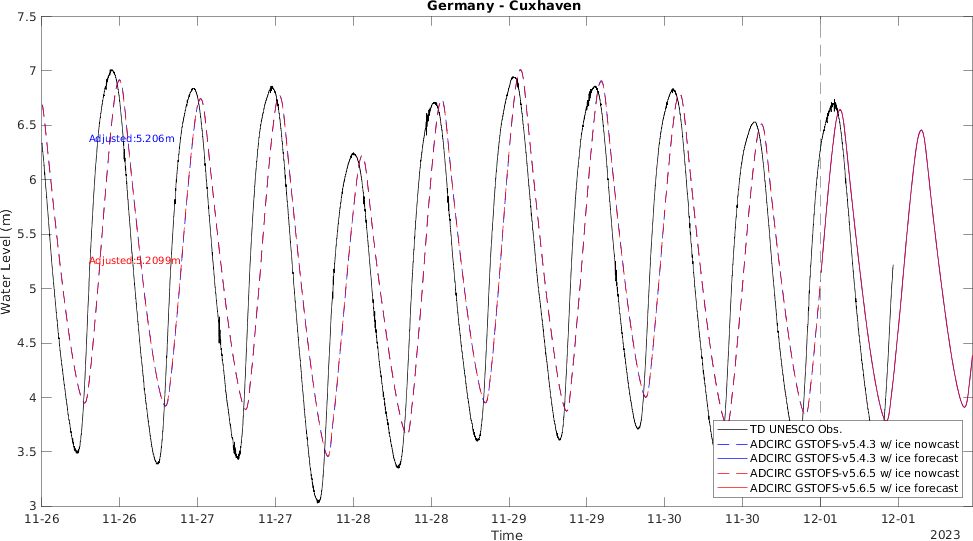 Germany - Cuxhaven
7.5
7
6.5
6
5.5
5
4.5
4
3.5
3
Water Level (m)
Adjusted:5.206m
Adjusted:5.2099m
TD UNESCO Obs.
ADCIRC GSTOFS-v5.4.3 w/ ice nowcast
ADCIRC GSTOFS-v5.4.3 w/ ice forecast
ADCIRC GSTOFS-v5.6.5 w/ ice nowcast
ADCIRC GSTOFS-v5.6.5 w/ ice forecast
11-26 11-26 11-27 11-27 11-28 11-28 11-29 11-29 11-30 11-30 12-01 12-01
Time
2023